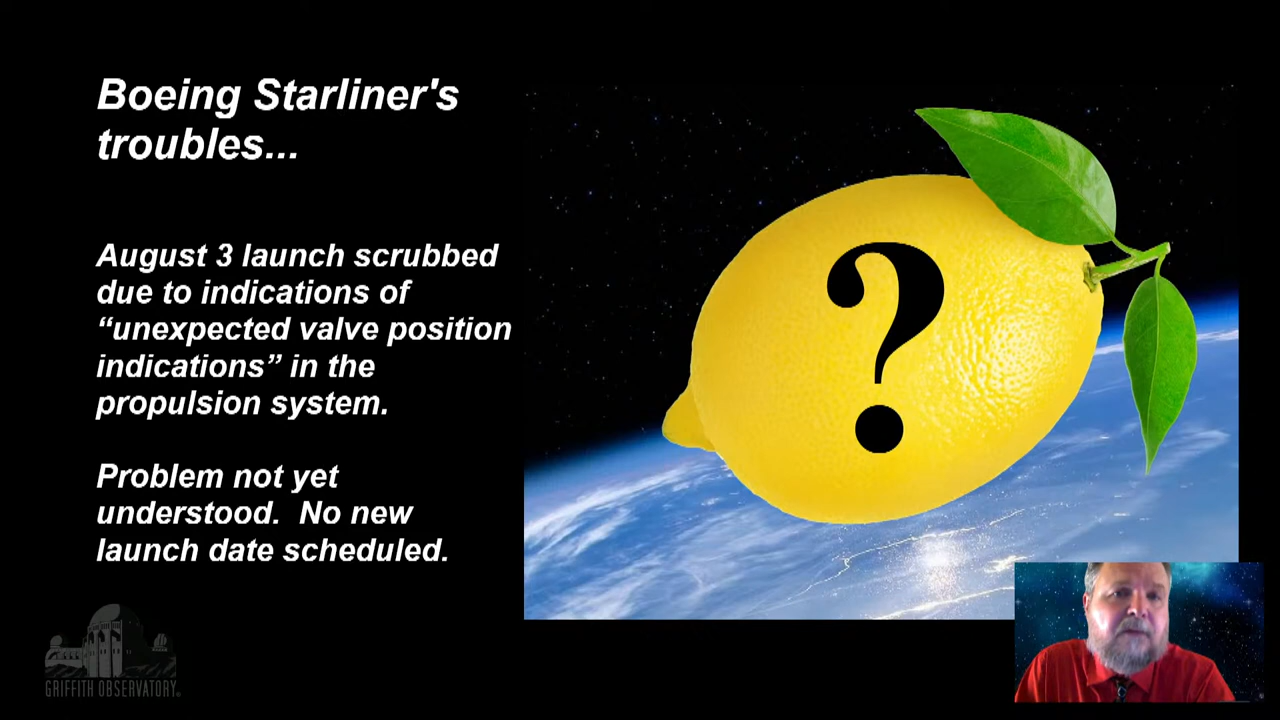 Boeing Starliner's
troubles...
August 3 launch scrubbed
due to indications of
“unexpected valve position
indications” in the
propulsion system.
Problem not yet
understood.  No new
launch date scheduled.
?
GRIFFITH OBSERVATORY